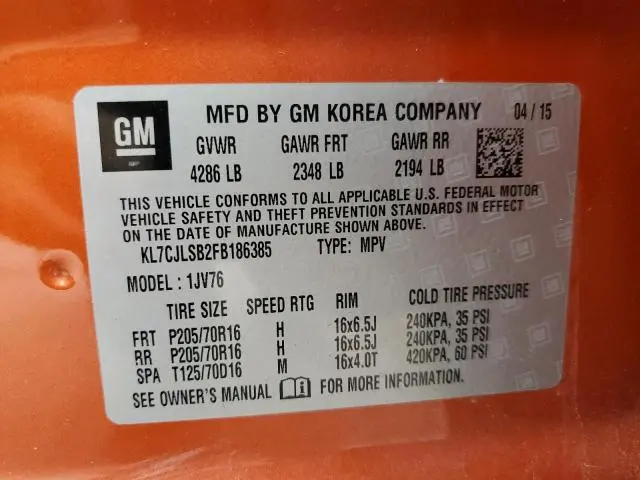 GM MFD BY GM KOREA COMPANY 04 / 15
GVWR GAWR FRT GAWR RR
4286 LB 2348 LB 2194 LB
THIS VEHICLE CONFORMS TO ALL APPLICABLE U.S. FEDERAL MOTOR
VEHICLE SAFETY AND THEFT PREVENTION STANDARDS IN EFFECT
ON THE DATE OF MANUFACTURE SHOWN ABOVE.
KL7CJLSB2FB186385 TYPE: MPV
MODEL : 1JV76
TIRE SIZE SPEED RTG RIM COLD TIRE PRESSURE
FRT P205/70R16 H 16x6.5J 240KPA, 35 PSI
RR P205/70R16 H 16x6.5J 240KPA, 35 PSI
SPA T125/70D16 M 16x4.0T 420KPA, 60 PSI
SEE OWNER'S MANUAL FOR MORE INFORMATION.